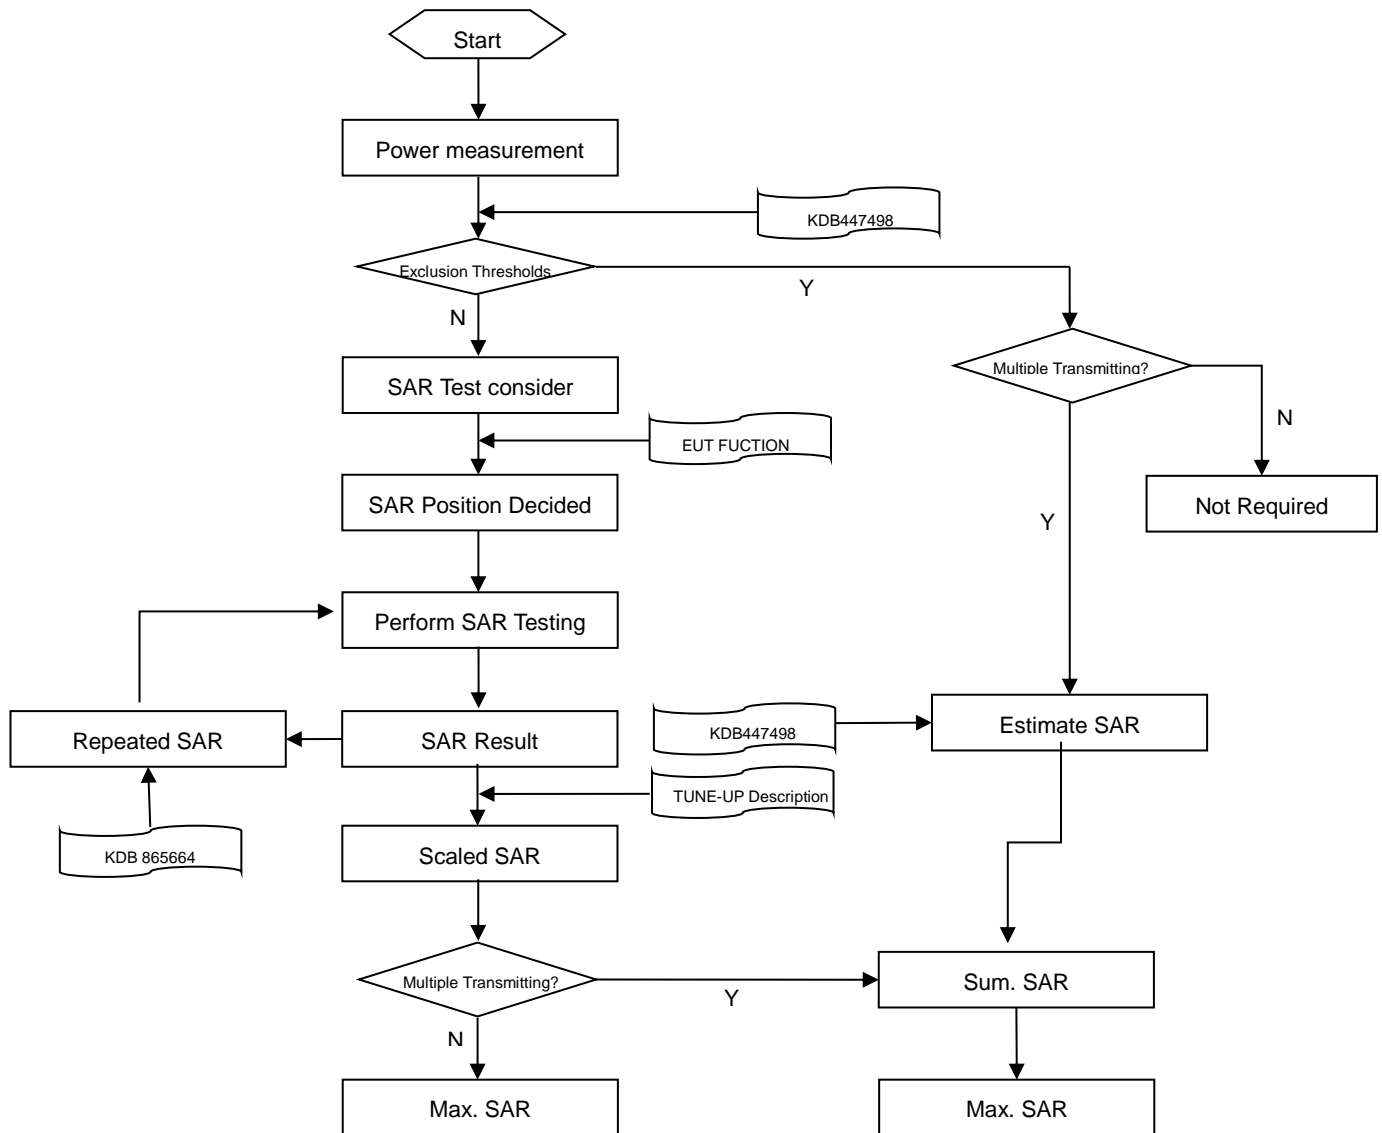 Start
Power measurement
KDB447498
Exclusion Thresholds
Y
N
Multiple Transmitting?
SAR Test consider
N
EUT FUCTION
SAR Position Decided
Not Required
Y
Perform SAR Testing
Repeated SAR
SAR Result
KDB447498
Estimate SAR
TUNE-UP Description
KDB 865664
Scaled SAR
Multiple Transmitting?
Y
Sum. SAR
N
Max. SAR
Max. SAR